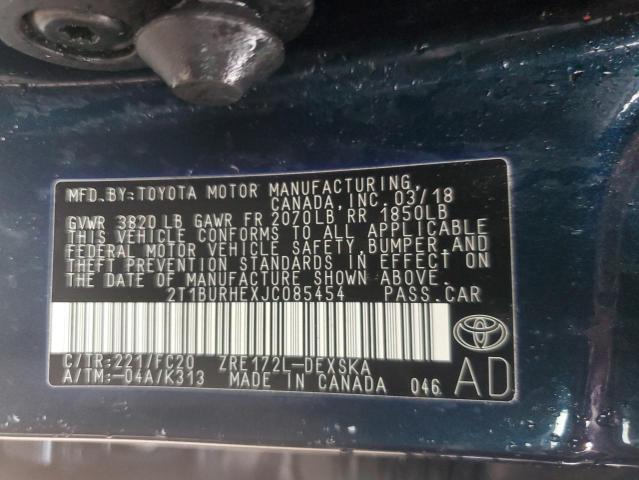 MFD.BY:TOYOTA MOTOR MANUFACTURING,
CANADA, INC. 03/18
GVWR 3820 LB GAWR FR 2070LB, RR 1850LB
THIS VEHICLE CONFORMS TO ALL APPLICABLE
FEDERAL MOTOR VEHICLE SAFETY, BUMPER, AND
THEFT PREVENTION STANDARDS IN EFFECT ON
THE DATE OF MANUFACTURE SHOWN ABOVE.
2T1BURHEXJC085454 PASS.CAR
C/TR:221/FC20 ZRE172L-DEXSKA
A/TM:-04A/K313 MADE IN CANADA 046
TOYOTA
AD